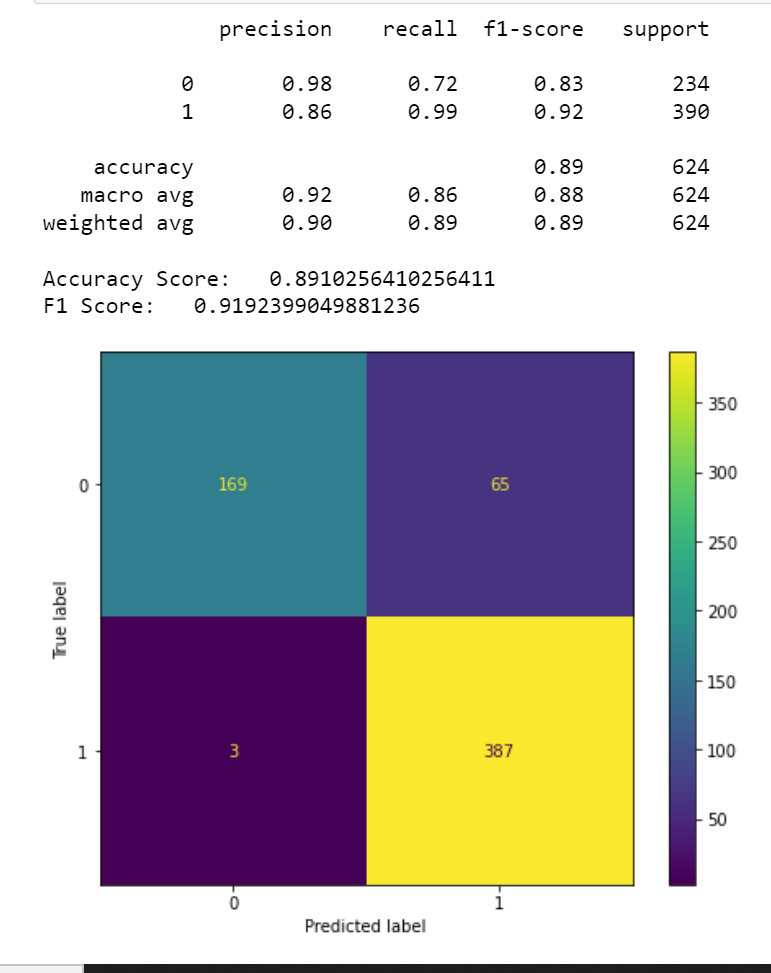 precision recall f1-score support
0 0.98 0.72 0.83 234
1 0.86 0.99 0.92 390
accuracy 0.89 624
macro avg 0.92 0.86 0.88 624
weighted avg 0.90 0.89 0.89 624
Accuracy Score: 0.8910256410256411
F1 Score: 0.9192399049881236
350
300
250
200
150
100
50
True label
0
169 65
1
3 387
0 1
Predicted label